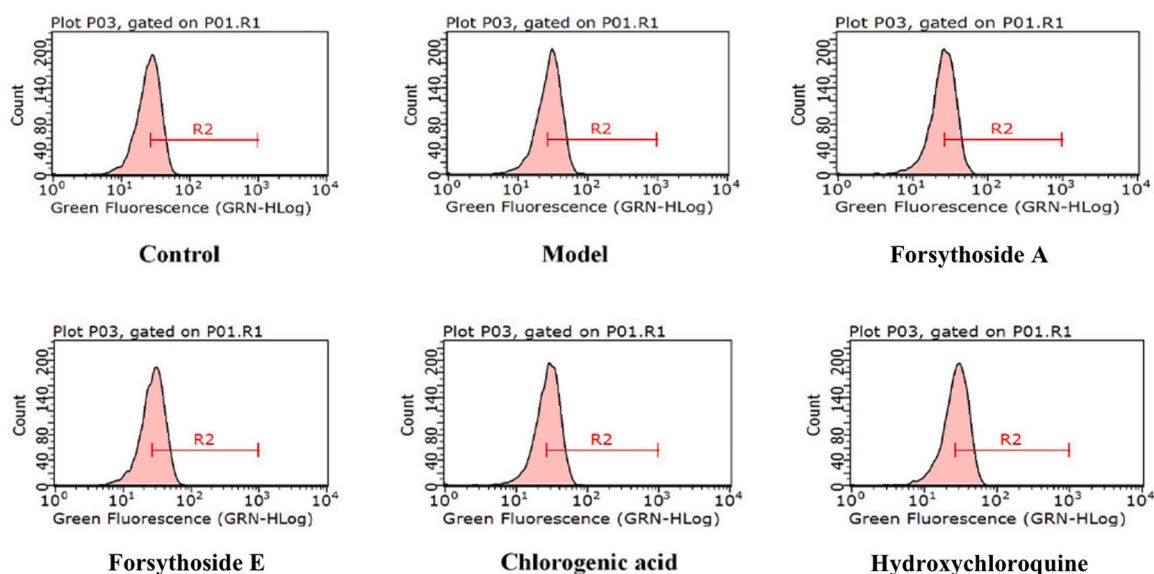 Plot P03, gated on P01.R1
Plot P03, gated on P01.R1
Plot P03, gated on P01.R1
Count
0 40 80 140 200
R2
10⁰ 10¹ 10² 10³ 10⁴
Green Fluorescence (GRN-HLog)
Count
0 40 80 140 200
R2
10⁰ 10¹ 10² 10³ 10⁴
Green Fluorescence (GRN-HLog)
Count
0 40 80 140 200
R2
10⁰ 10¹ 10² 10³ 10⁴
Green Fluorescence (GRN-HLog)
Control
Model
Forsythoside A
Plot P03, gated on P01.R1
Plot P03, gated on P01.R1
Plot P03, gated on P01.R1
Count
0 40 80 140 200
R2
10⁰ 10¹ 10² 10³ 10⁴
Green Fluorescence (GRN-HLog)
Count
0 40 80 140 200
R2
10⁰ 10¹ 10² 10³ 10⁴
Green Fluorescence (GRN-HLog)
Count
0 40 80 140 200
R2
10⁰ 10¹ 10² 10³ 10⁴
Green Fluorescence (GRN-HLog)
Forsythoside E
Chlorogenic acid
Hydroxychloroquine